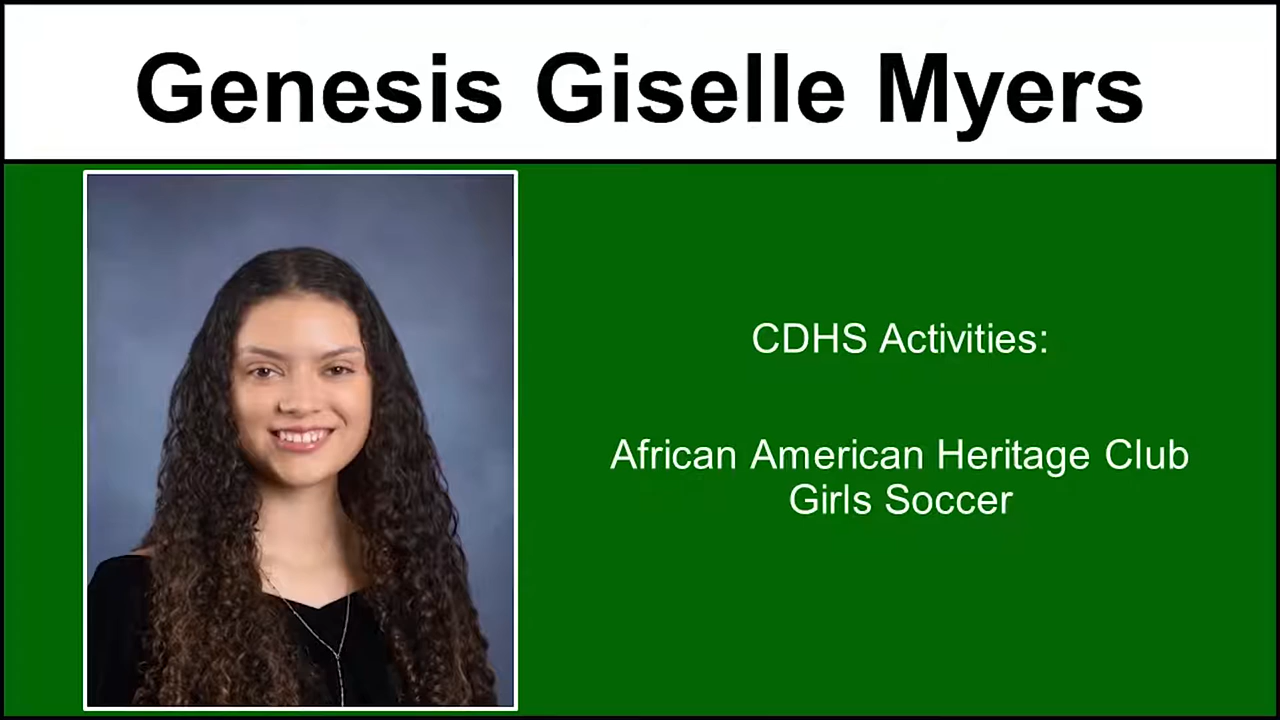 Genesis Giselle Myers
CDHS Activities:
African American Heritage Club
Girls Soccer